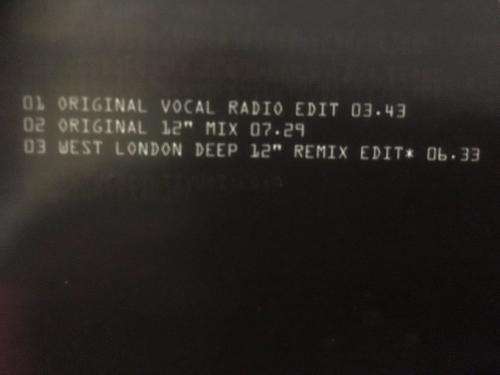 01 ORIGINAL VOCAL RADIO EDIT 03.43
02 ORIGINAL 12" MIX 07.29
03 WEST LONDON DEEP 12" REMIX EDIT* 06.33